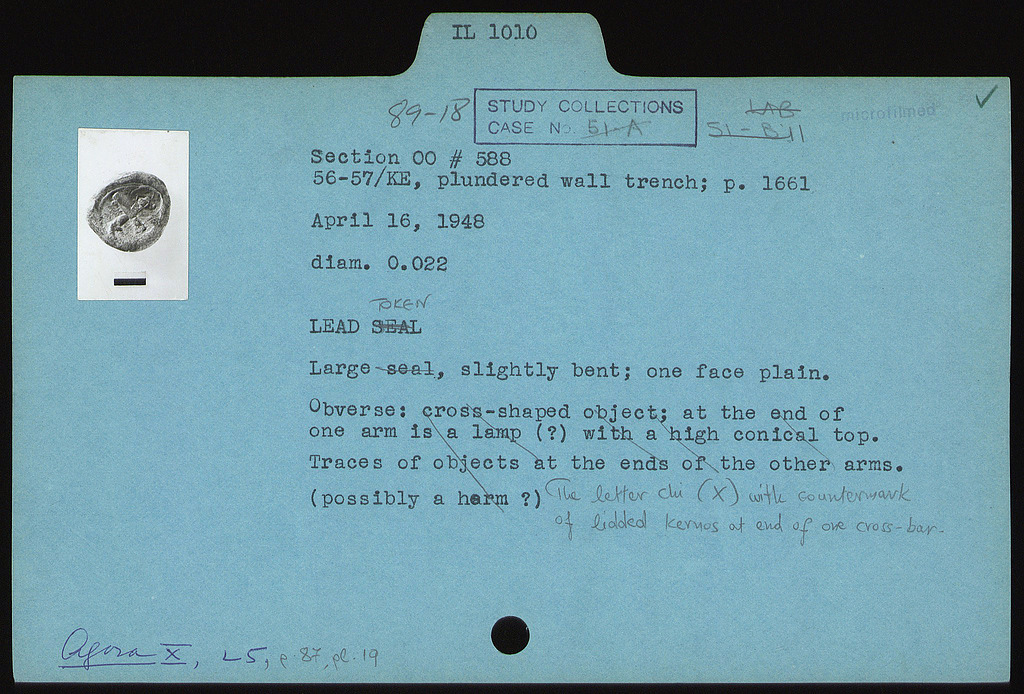 IL 1010
89-18
STUDY COLLECTIONS
CASE No. 51-A
LAB
51-B-11
microfilmed
Section OO # 588
56-57/KE, plundered wall trench; p. 1661
April 16, 1948
diam. 0.022
TOKEN
LEAD SEAL
Large seal, slightly bent; one face plain.
Obverse: cross-shaped object; at the end of
one arm is a lamp (?) with a high conical top.
Traces of objects at the ends of the other arms.
(possibly a harm ?) The letter chi (X) with countermark
of lidded kernos at end of one cross-bar.
Agora X, L5, p 87, pl. 19